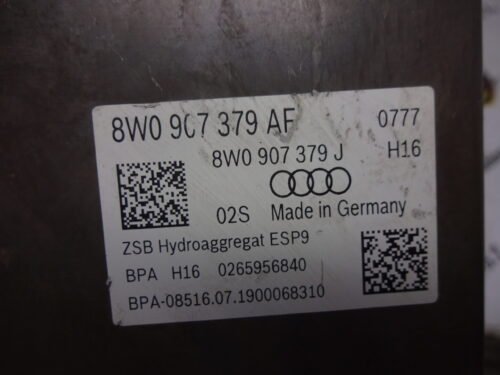 8W0 907 379 AF 0777
8W0 907 379 J H16
02S Made in Germany
ZSB Hydroaggregat ESP9
BPA H16 0265956840
BPA-08516.07.1900068310